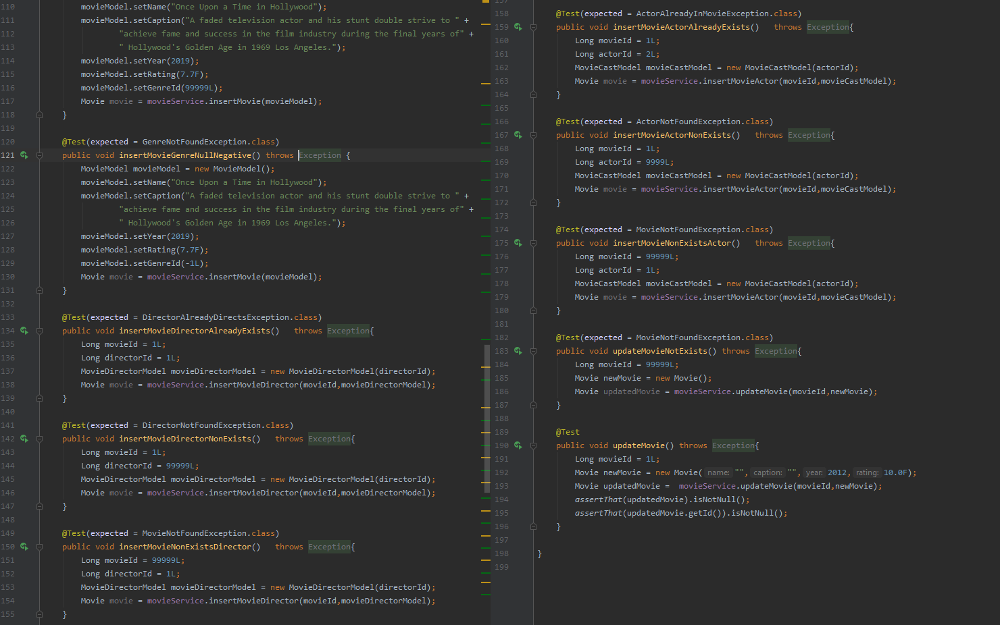 110 movieModel.setName("Once Upon a Time in Hollywood");
111 movieModel.setCaption("A faded television actor and his stunt double strive to " +
112 "achieve fame and success in the film industry during the final years of" +
113 " Hollywood's Golden Age in 1969 Los Angeles.");
114 movieModel.setYear(2019);
115 movieModel.setRating(7.7F);
116 movieModel.setGenreId(99999L);
117 Movie movie = movieService.insertMovie(movieModel);
118 }
119
120 @Test(expected = GenreNotFoundException.class)
121 public void insertMovieGenreNullNegative() throws Exception {
122 MovieModel movieModel = new MovieModel();
123 movieModel.setName("Once Upon a Time in Hollywood");
124 movieModel.setCaption("A faded television actor and his stunt double strive to " +
125 "achieve fame and success in the film industry during the final years of" +
126 " Hollywood's Golden Age in 1969 Los Angeles.");
127 movieModel.setYear(2019);
128 movieModel.setRating(7.7F);
129 movieModel.setGenreId(-1L);
130 Movie movie = movieService.insertMovie(movieModel);
131 }
132
133 @Test(expected = DirectorAlreadyDirectsException.class)
134 public void insertMovieDirectorAlreadyExists() throws Exception{
135 Long movieId = 1L;
136 Long directorId = 1L;
137 MovieDirectorModel movieDirectorModel = new MovieDirectorModel(directorId);
138 Movie movie = movieService.insertMovieDirector(movieId,movieDirectorModel);
139 }
140
141 @Test(expected = DirectorNotFoundException.class)
142 public void insertMovieDirectorNonExists() throws Exception{
143 Long movieId = 1L;
144 Long directorId = 99999L;
145 MovieDirectorModel movieDirectorModel = new MovieDirectorModel(directorId);
146 Movie movie = movieService.insertMovieDirector(movieId,movieDirectorModel);
147 }
148
149 @Test(expected = MovieNotFoundException.class)
150 public void insertMovieNonExistsDirector() throws Exception{
151 Long movieId = 99999L;
152 Long directorId = 1L;
153 MovieDirectorModel movieDirectorModel = new MovieDirectorModel(directorId);
154 Movie movie = movieService.insertMovieDirector(movieId,movieDirectorModel);
155 }
157
158 @Test(expected = ActorAlreadyInMovieException.class)
159 public void insertMovieActorAlreadyExists() throws Exception{
160 Long movieId = 1L;
161 Long actorId = 2L;
162 MovieCastModel movieCastModel = new MovieCastModel(actorId);
163 Movie movie = movieService.insertMovieActor(movieId,movieCastModel);
164 }
165
166 @Test(expected = ActorNotFoundException.class)
167 public void insertMovieActorNonExists() throws Exception{
168 Long movieId = 1L;
169 Long actorId = 9999L;
170 MovieCastModel movieCastModel = new MovieCastModel(actorId);
171 Movie movie = movieService.insertMovieActor(movieId,movieCastModel);
172 }
173
174 @Test(expected = MovieNotFoundException.class)
175 public void insertMovieNonExistsActor() throws Exception{
176 Long movieId = 99999L;
177 Long actorId = 1L;
178 MovieCastModel movieCastModel = new MovieCastModel(actorId);
179 Movie movie = movieService.insertMovieActor(movieId,movieCastModel);
180 }
181
182 @Test(expected = MovieNotFoundException.class)
183 public void updateMovieNotExists() throws Exception{
184 Long movieId = 99999L;
185 Movie newMovie = new Movie();
186 Movie updatedMovie = movieService.updateMovie(movieId,newMovie);
187 }
188
189 @Test
190 public void updateMovie() throws Exception{
191 Long movieId = 1L;
192 Movie newMovie = new Movie( name: "", caption: "", year: 2012, rating: 10.0F);
193 Movie updatedMovie = movieService.updateMovie(movieId,newMovie);
194 assertThat(updatedMovie).isNotNull();
195 assertThat(updatedMovie.getId()).isNotNull();
196 }
197
198 }
199